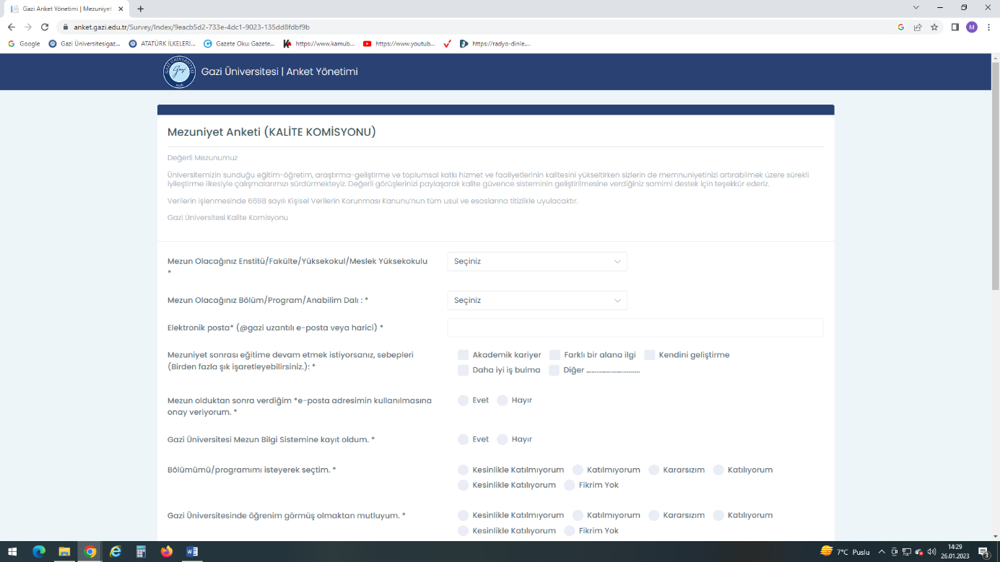 Gazi Anket Yönetimi | Mezuniyet
anket.gazi.edu.tr/Survey/Index/9eacb5d2-733e-4dc1-9023-135dd8fdbf9b
M
Google
Gazi Üniversitesigaz...
ATATÜRK İLKELERİ...
Gazete Oku: Gazete...
https://www.kamub...
https://www.youtub...
https://radyo-dinle....
Gazi Üniversitesi | Anket Yönetimi
Mezuniyet Anketi (KALİTE KOMİSYONU)
Değerli Mezunumuz
Üniversitemizin sunduğu eğitim-öğretim, araştırma-geliştirme ve toplumsal katkı hizmet ve faaliyetlerinin kalitesini yükseltirken sizlerin de memnuniyetinizi artırabilmek üzere sürekli
iyileştirme ilkesiyle çalışmalarımızı sürdürmekteyiz. Değerli görüşlerinizi paylaşarak kalite güvence sisteminin geliştirilmesine verdiğiniz samimi destek için teşekkür ederiz.
Verilerin işlenmesinde 6698 sayılı Kişisel Verilerin Korunması Kanunu'nun tüm usul ve esaslarına titizlikle uyulacaktır.
Gazi Üniversitesi Kalite Komisyonu
Mezun Olacağınız Enstitü/Fakülte/Yüksekokul/Meslek Yüksekokulu
*
Seçiniz
Mezun Olacağınız Bölüm/Program/Anabilim Dalı : *
Seçiniz
Elektronik posta* (@gazi uzantılı e-posta veya harici) *
Mezuniyet sonrası eğitime devam etmek istiyorsanız, sebepleri
(Birden fazla şık işaretleyebilirsiniz.): *
Akademik kariyer Farklı bir alana ilgi Kendini geliştirme
Daha iyi iş bulma Diğer ............................
Mezun olduktan sonra verdiğim *e-posta adresimin kullanılmasına
onay veriyorum. *
Evet Hayır
Gazi Üniversitesi Mezun Bilgi Sistemine kayıt oldum. *
Evet Hayır
Bölümümü/programımı isteyerek seçtim. *
Kesinlikle Katılmıyorum Katılmıyorum Kararsızım Katılıyorum
Kesinlikle Katılıyorum Fikrim Yok
Gazi Üniversitesinde öğrenim görmüş olmaktan mutluyum. *
Kesinlikle Katılmıyorum Katılmıyorum Kararsızım Katılıyorum
Kesinlikle Katılıyorum Fikrim Yok
7°C Puslu
14:29
26.01.2023
3